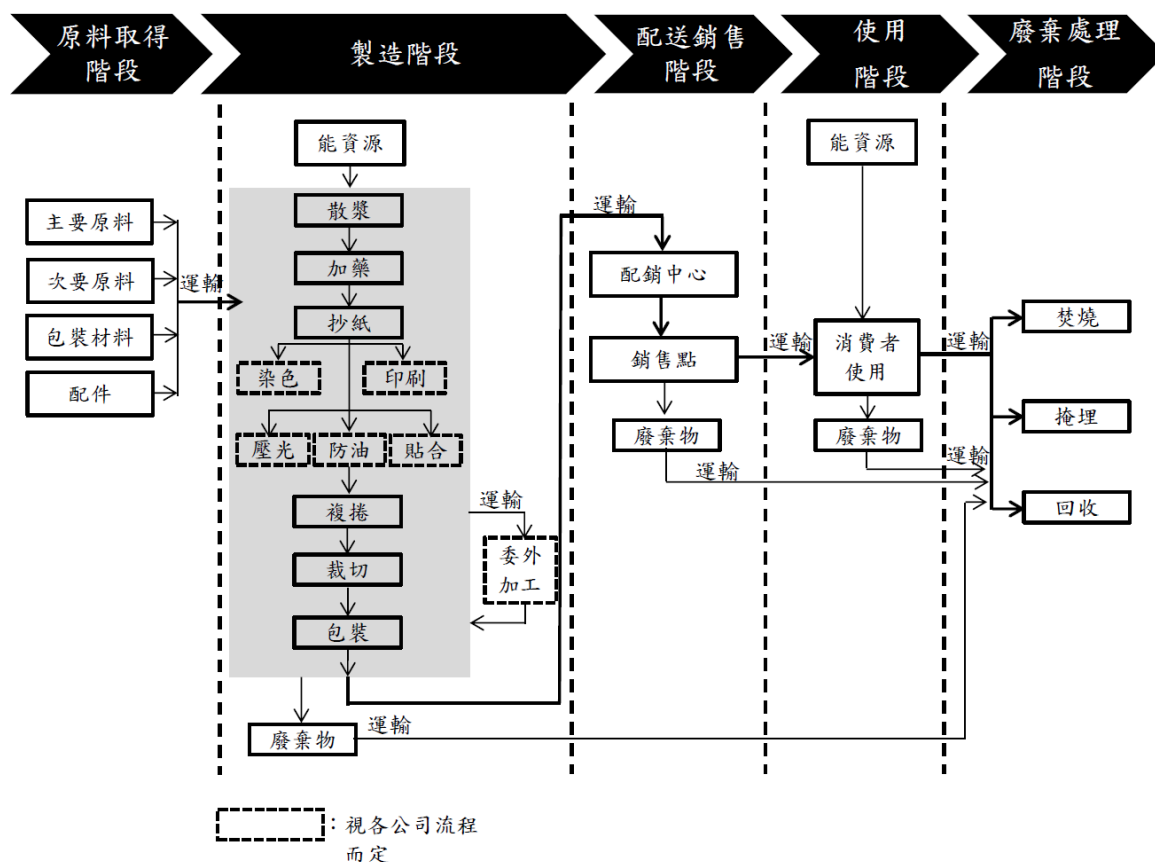 原料取得
階段
製造階段
配送銷售
階段
使用
階段
廢棄處理
階段
主要原料
次要原料
包裝材料
配件
運輸
能資源
散漿
加藥
抄紙
染色
印刷
壓光
防油
貼合
複捲
裁切
包裝
運輸
委外
加工
廢棄物
運輸
運輸
配銷中心
銷售點
廢棄物
運輸
運輸
能資源
消費者
使用
廢棄物
運輸
運輸
焚燒
掩埋
回收
：視各公司流程
而定